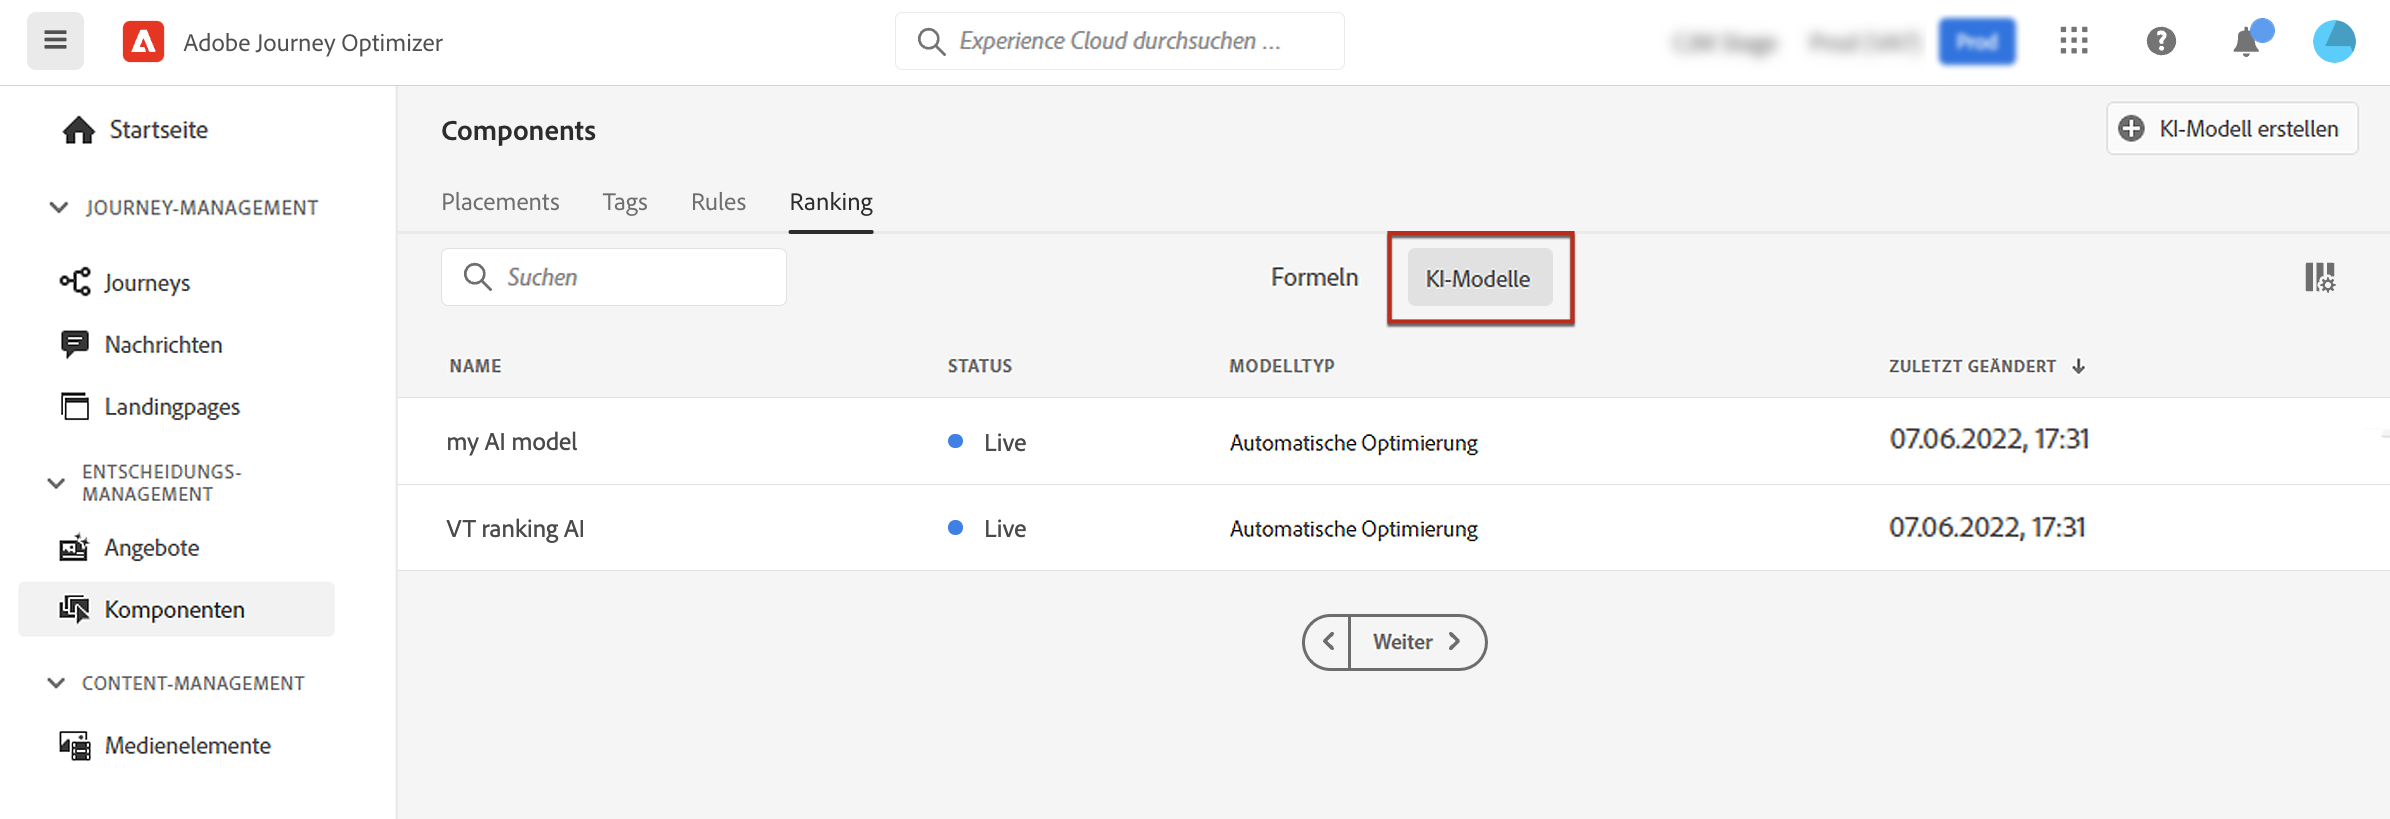 Adobe Journey Optimizer
Experience Cloud durchsuchen ...
Prod
Startseite
JOURNEY-MANAGEMENT
Journeys
Nachrichten
Landingpages
ENTSCHEIDUNGS-
MANAGEMENT
Angebote
Komponenten
CONTENT-MANAGEMENT
Medienelemente
Components
KI-Modell erstellen
Placements Tags Rules Ranking
Suchen
Formeln KI-Modelle
NAME STATUS MODELLTYP ZULETZT GEÄNDERT
my AI model Live Automatische Optimierung 07.06.2022, 17:31
VT ranking AI Live Automatische Optimierung 07.06.2022, 17:31
Weiter